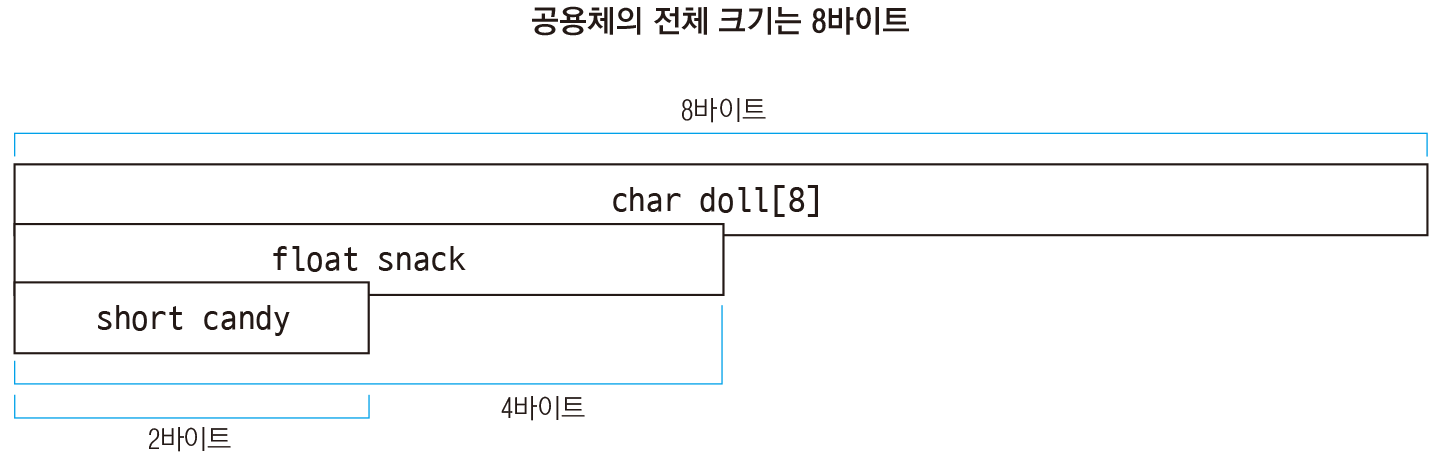 공용체의 전체 크기는 8바이트
8바이트
char doll[8]
float snack
short candy
4바이트
2바이트